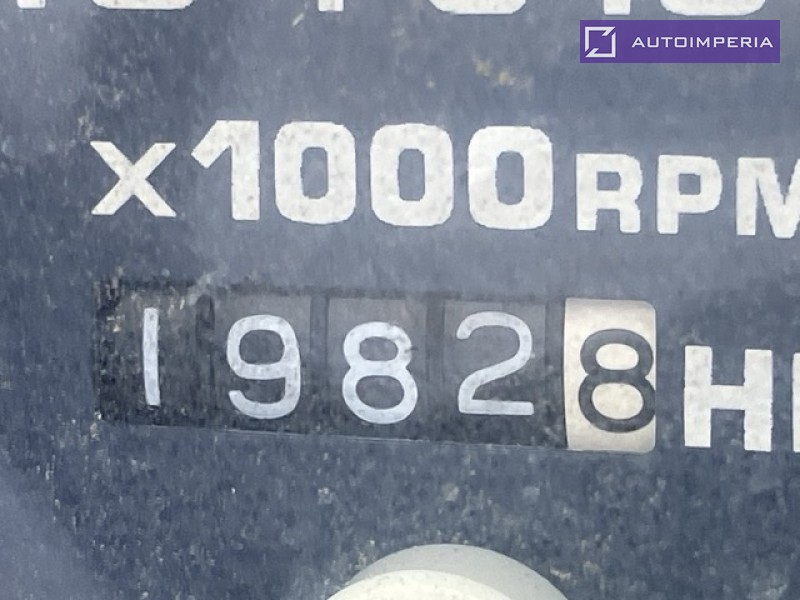 AUTOIMPERIA
x1000RPM
19828 H